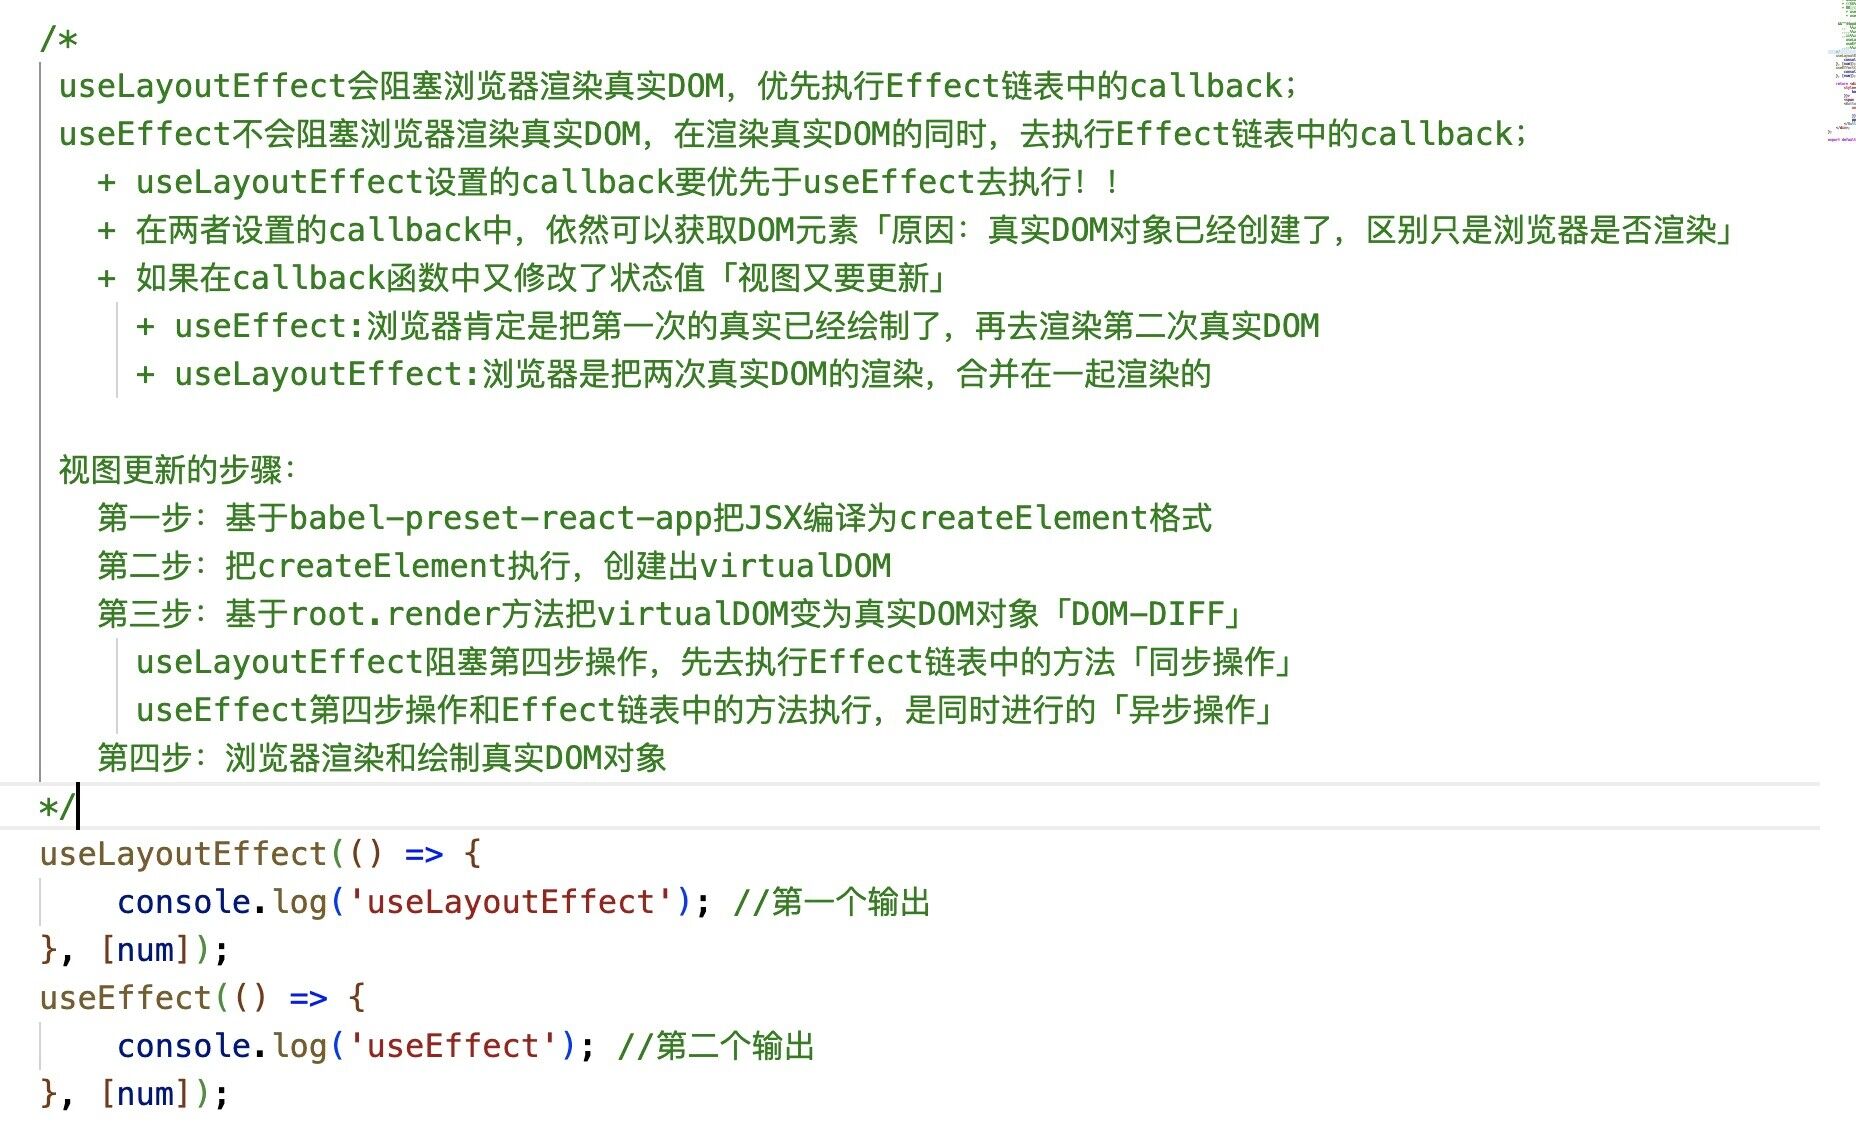 /*
useLayoutEffect会阻塞浏览器渲染真实DOM，优先执行Effect链表中的callback；
useEffect不会阻塞浏览器渲染真实DOM，在渲染真实DOM的同时，去执行Effect链表中的callback；
+ useLayoutEffect设置的callback要优先于useEffect去执行！！
+ 在两者设置的callback中，依然可以获取DOM元素「原因：真实DOM对象已经创建了，区别只是浏览器是否渲染」
+ 如果在callback函数中又修改了状态值「视图又要更新」
+ useEffect:浏览器肯定是把第一次的真实已经绘制了，再去渲染第二次真实DOM
+ useLayoutEffect:浏览器是把两次真实DOM的渲染，合并在一起渲染的
视图更新的步骤：
第一步：基于babel-preset-react-app把JSX编译为createElement格式
第二步：把createElement执行，创建出virtualDOM
第三步：基于root.render方法把virtualDOM变为真实DOM对象「DOM-DIFF」
useLayoutEffect阻塞第四步操作，先去执行Effect链表中的方法「同步操作」
useEffect第四步操作和Effect链表中的方法执行，是同时进行的「异步操作」
第四步：浏览器渲染和绘制真实DOM对象
*/
useLayoutEffect(() => {
console.log('useLayoutEffect'); //第一个输出
}, [num]);
useEffect(() => {
console.log('useEffect'); //第二个输出
}, [num]);